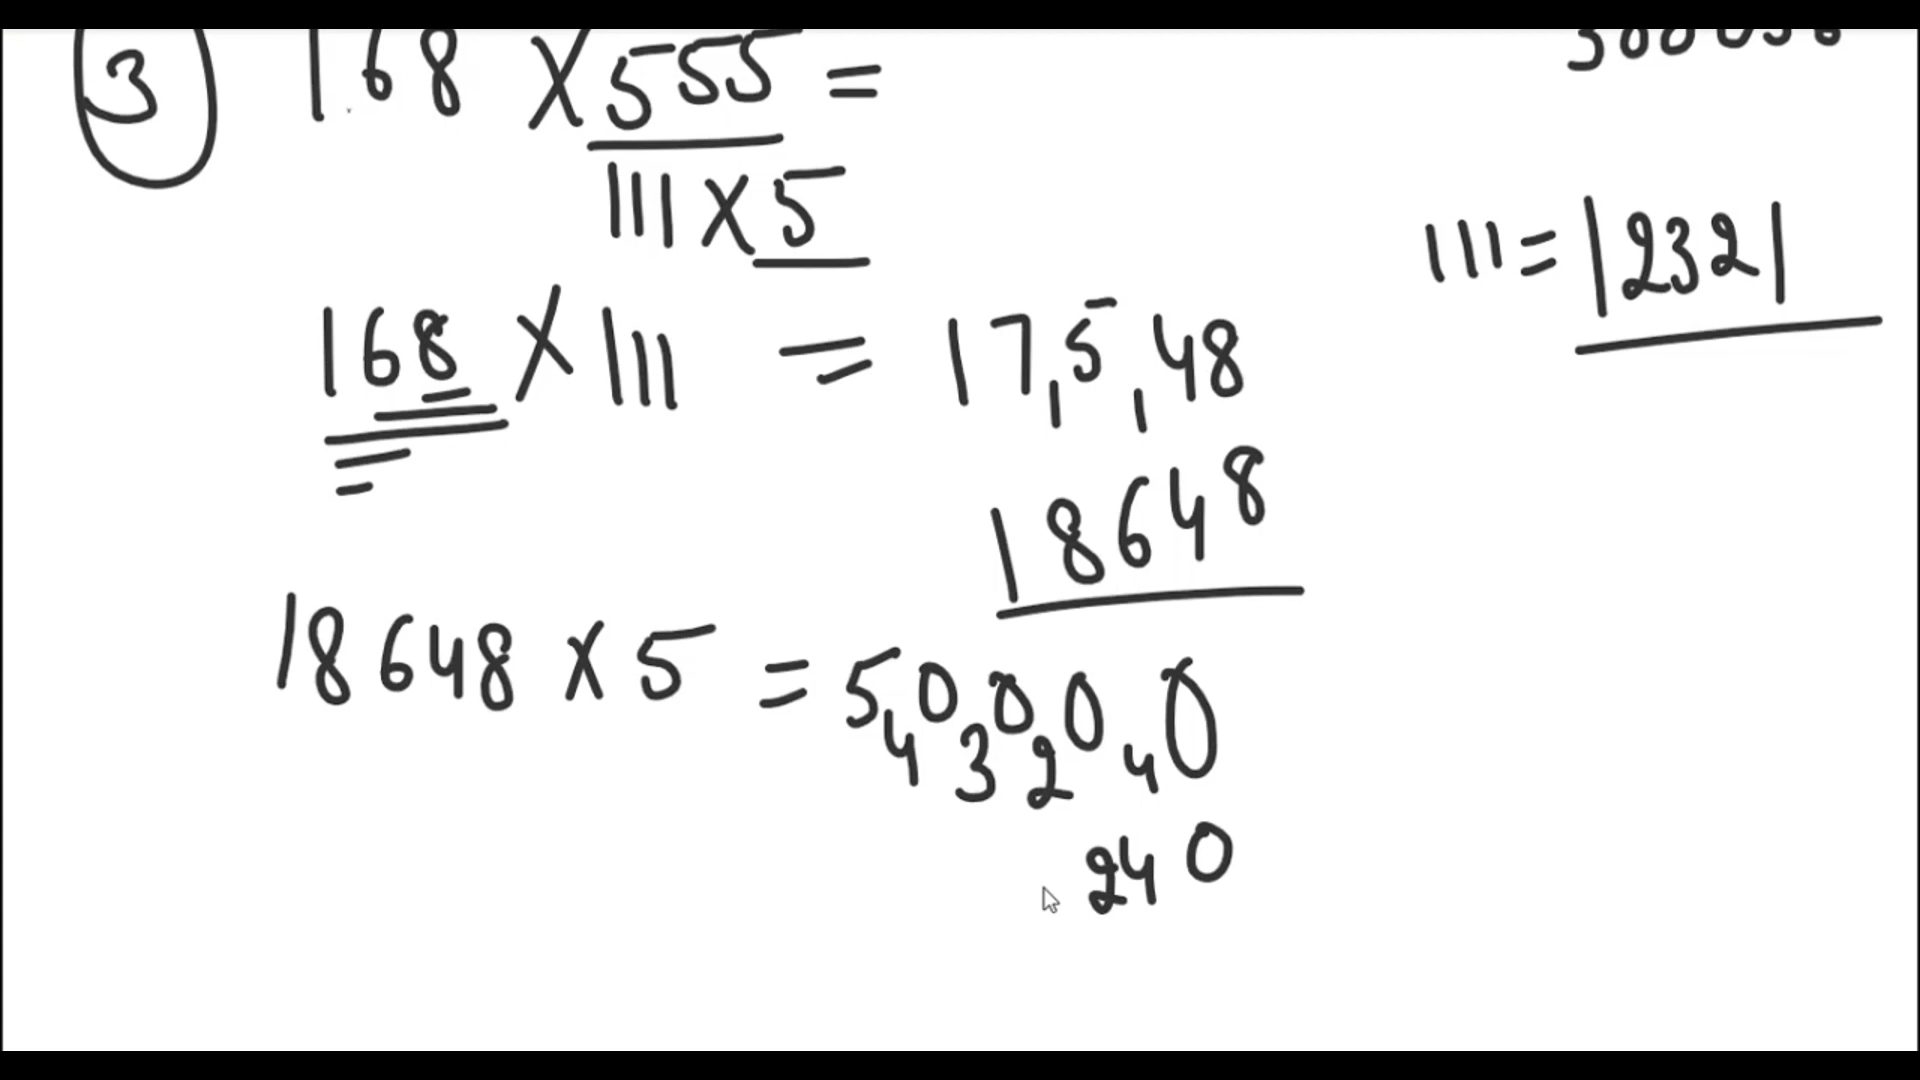 3 168 X 555 =
111 X 5
111 = 12321
168 X 111 = 17,5,48
18648
18648 X 5 = 5 4 0 3 0 2 0 4 0
240